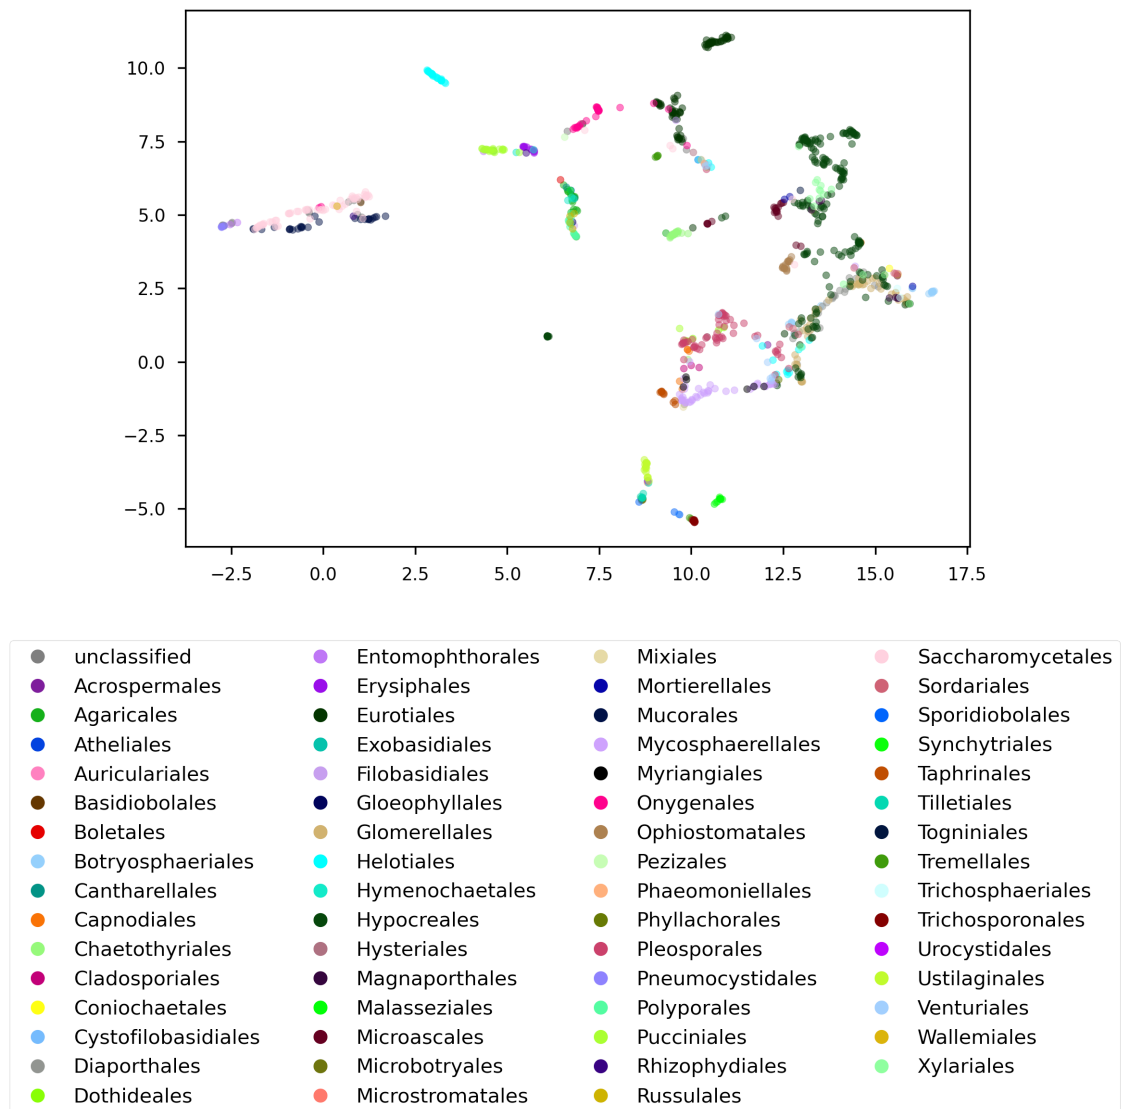 10.0
7.5
5.0
2.5
0.0
−2.5
−5.0
−2.5 0.0 2.5 5.0 7.5 10.0 12.5 15.0 17.5
unclassified Entomophthorales Mixiales Saccharomycetales
Acrospermales Erysiphales Mortierellales Sordariales
Agaricales Eurotiales Mucorales Sporidiobolales
Atheliales Exobasidiales Mycosphaerellales Synchytriales
Auriculariales Filobasidiales Myriangiales Taphrinales
Basidiobolales Gloeophyllales Onygenales Tilletiales
Boletales Glomerellales Ophiostomatales Togniniales
Botryosphaeriales Helotiales Pezizales Tremellales
Cantharellales Hymenochaetales Phaeomoniellales Trichosphaeriales
Capnodiales Hypocreales Phyllachorales Trichosporonales
Chaetothyriales Hysteriales Pleosporales Urocystidales
Cladosporiales Magnaporthales Pneumocystidales Ustilaginales
Coniochaetales Malasseziales Polyporales Venturiales
Cystofilobasidiales Microascales Pucciniales Wallemiales
Diaporthales Microbotryales Rhizophydiales Xylariales
Dothideales Microstromatales Russulales